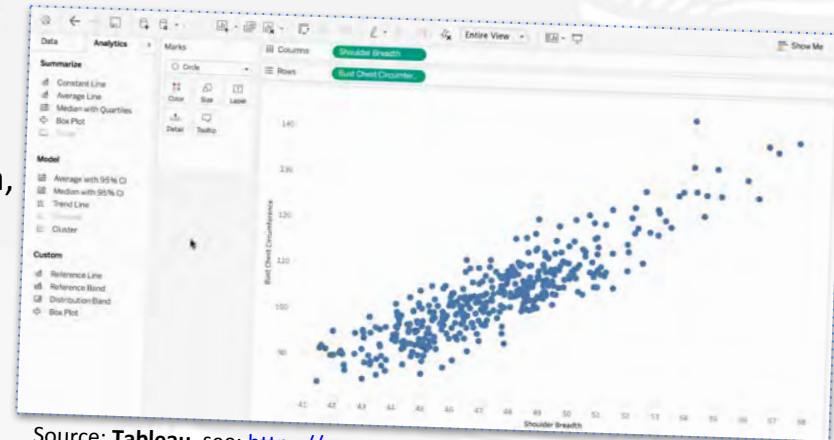 Data
Analytics
Marks
Entire View
Show Me
Columns
Shoulder Breadth
Rows
Bust Chest Circumfer..
Summarize
Constant Line
Average Line
Median with Quartiles
Box Plot
Circle
Color
Size
Label
Detail
Tooltip
Model
Average with 95% CI
Median with 95% CI
Trend Line
Cluster
Custom
Reference Line
Reference Band
Distribution Band
Box Plot
Bust Chest Circumference
140
130
120
110
100
90
41 42 43 44 45 46 47 48 49 50 51 52 53 54 55 56 57 58
Shoulder Breadth
Source: Tableau, see: